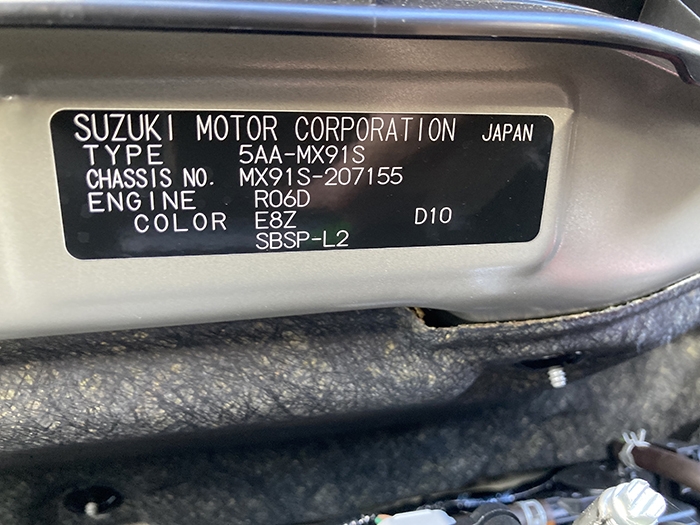 SUZUKI MOTOR CORPORATION JAPAN
TYPE 5AA-MX91S
CHASSIS NO. MX91S-207155
ENGINE R06D
COLOR E8Z D10
SBSP-L2